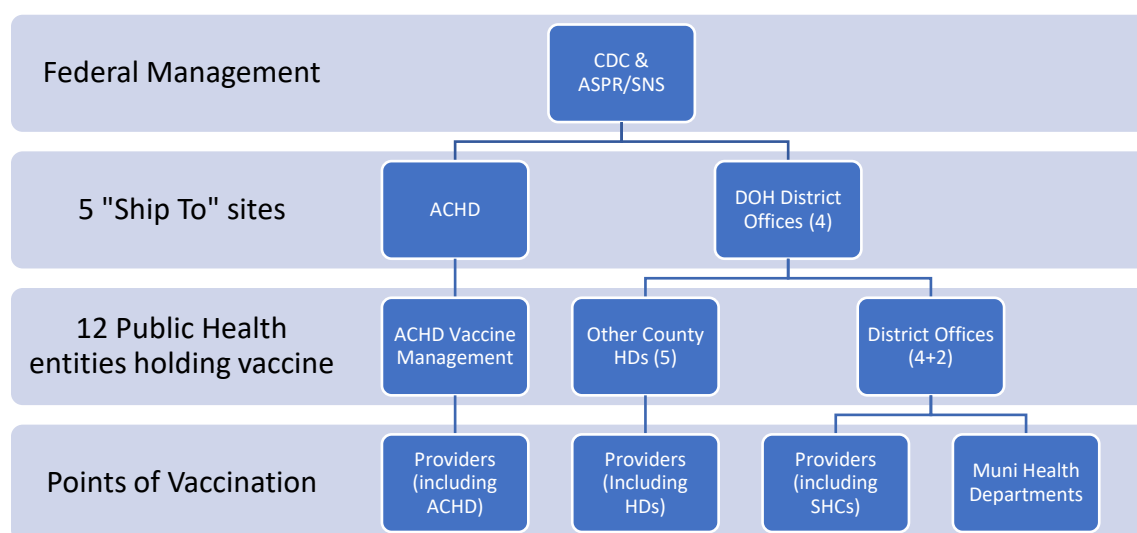 Federal Management
CDC &
ASPR/SNS
5 "Ship To" sites
ACHD
DOH District
Offices (4)
12 Public Health
entities holding vaccine
ACHD Vaccine
Management
Other County
HDs (5)
District Offices
(4+2)
Points of Vaccination
Providers
(including
ACHD)
Providers
(Including
HDs)
Providers
(including
SHCs)
Muni Health
Departments